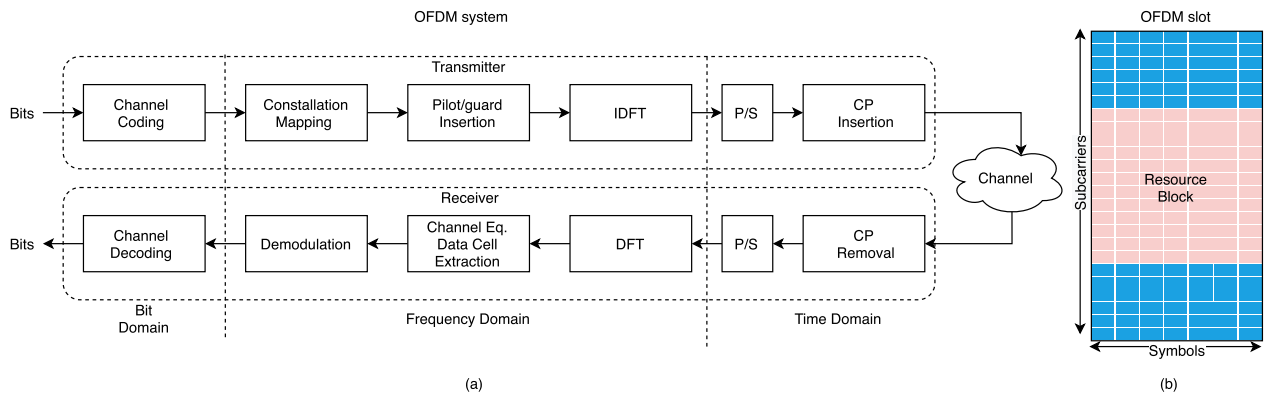 OFDM system
Transmitter
Bits
Channel
Coding
Constallation
Mapping
Pilot/guard
Insertion
IDFT
P/S
CP
Insertion
Channel
Receiver
Bits
Channel
Decoding
Demodulation
Channel Eq.
Data Cell
Extraction
DFT
P/S
CP
Removal
Bit
Domain
Frequency Domain
Time Domain
(a)
OFDM slot
Subcarriers
Resource
Block
Symbols
(b)